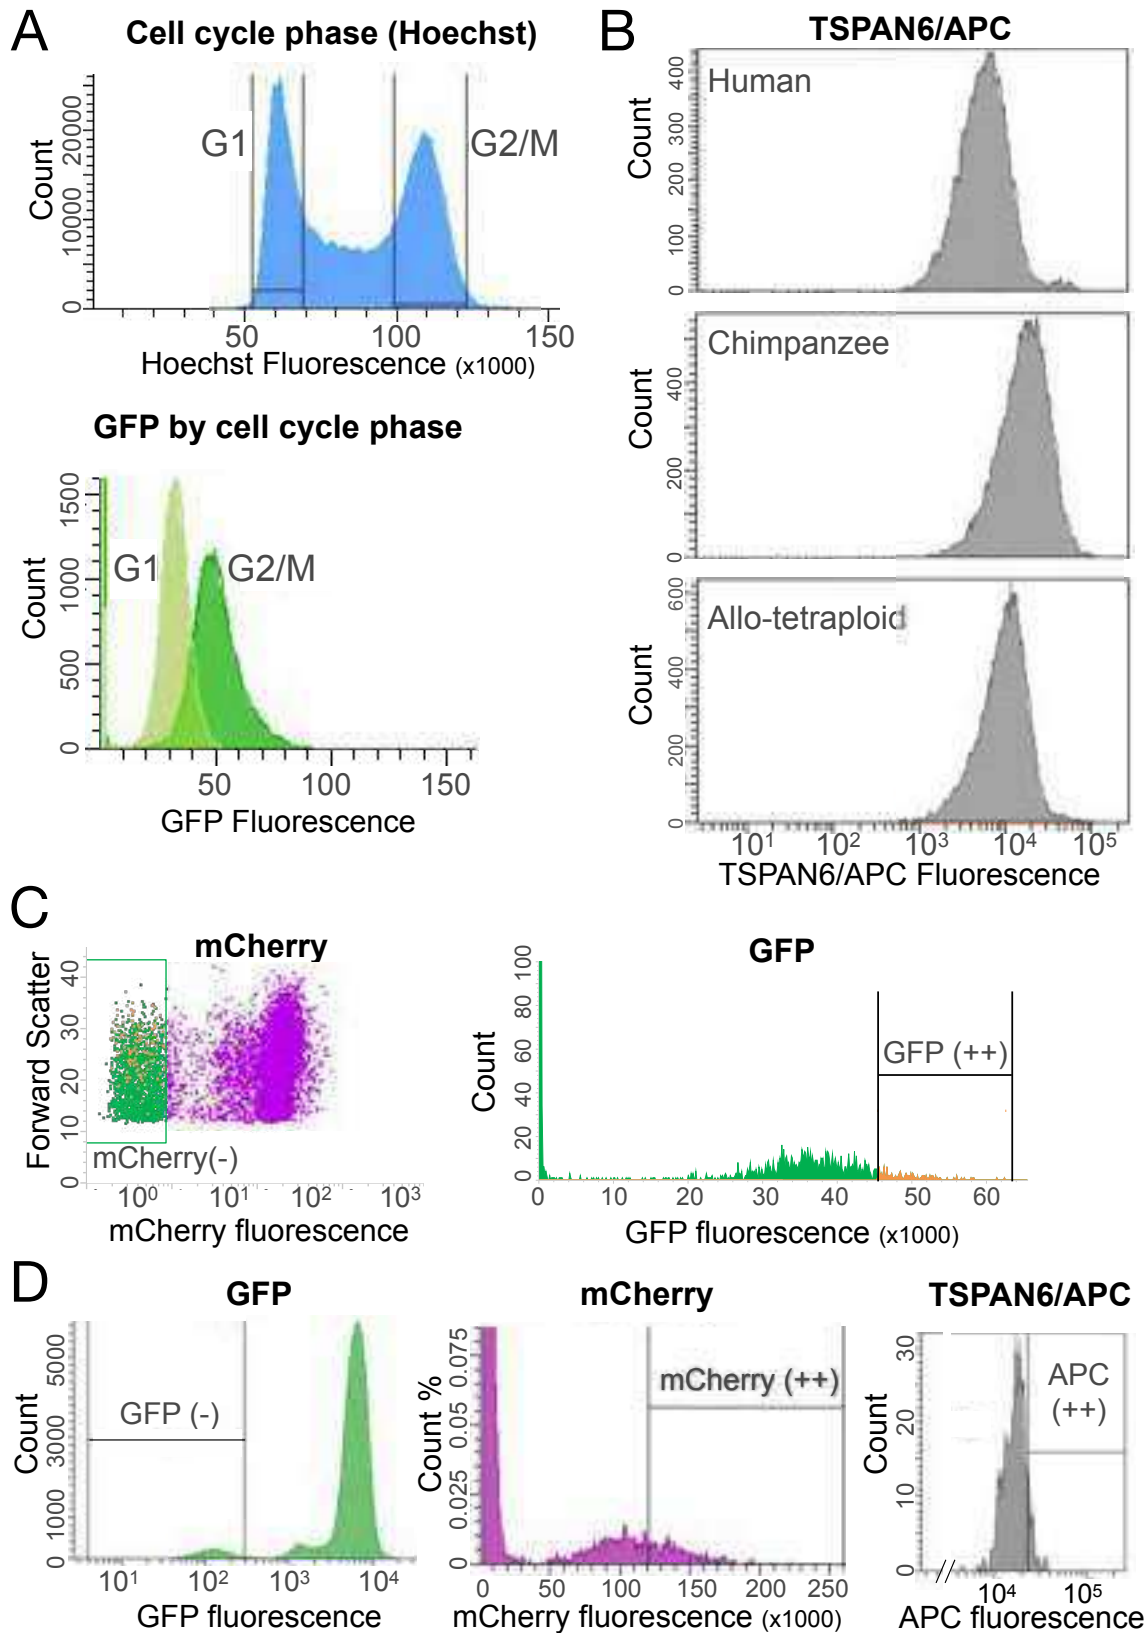 A
Cell cycle phase (Hoechst)
G1
G2/M
Count
0
10000
20000
50
100
150
Hoechst Fluorescence (x1000)
GFP by cell cycle phase
G1
G2/M
Count
0
500
1000
1500
50
100
150
GFP Fluorescence
B
TSPAN6/APC
Human
Count
0
100
200
300
400
Chimpanzee
Count
0
200
400
Allo-tetraploid
Count
0
200
400
600
10¹
10²
10³
10⁴
10⁵
TSPAN6/APC Fluorescence
C
mCherry
Forward Scatter
0
10
20
30
40
mCherry(-)
10⁰
10¹
10²
10³
mCherry fluorescence
GFP
Count
0
20
40
60
80
100
GFP (++)
0
10
20
30
40
50
60
GFP fluorescence (x1000)
D
GFP
Count
0
1000
3000
5000
GFP (-)
10¹
10²
10³
10⁴
GFP fluorescence
mCherry
Count %
0
0.025
0.05
0.075
mCherry (++)
0
50
100
150
200
250
mCherry fluorescence (x1000)
TSPAN6/APC
Count
0
10
20
30
APC
(++)
10⁴
10⁵
APC fluorescence